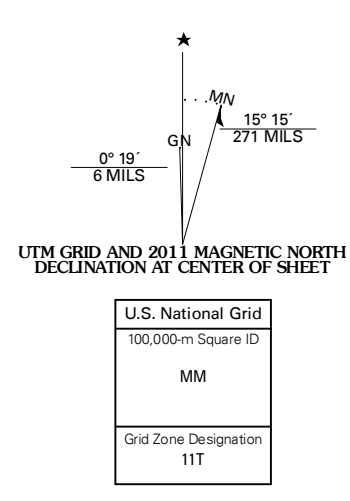 MN
GN
15° 15´
271 MILS
0° 19´
6 MILS
UTM GRID AND 2011 MAGNETIC NORTH
DECLINATION AT CENTER OF SHEET
U.S. National Grid
100,000-m Square ID
MM
Grid Zone Designation
11T